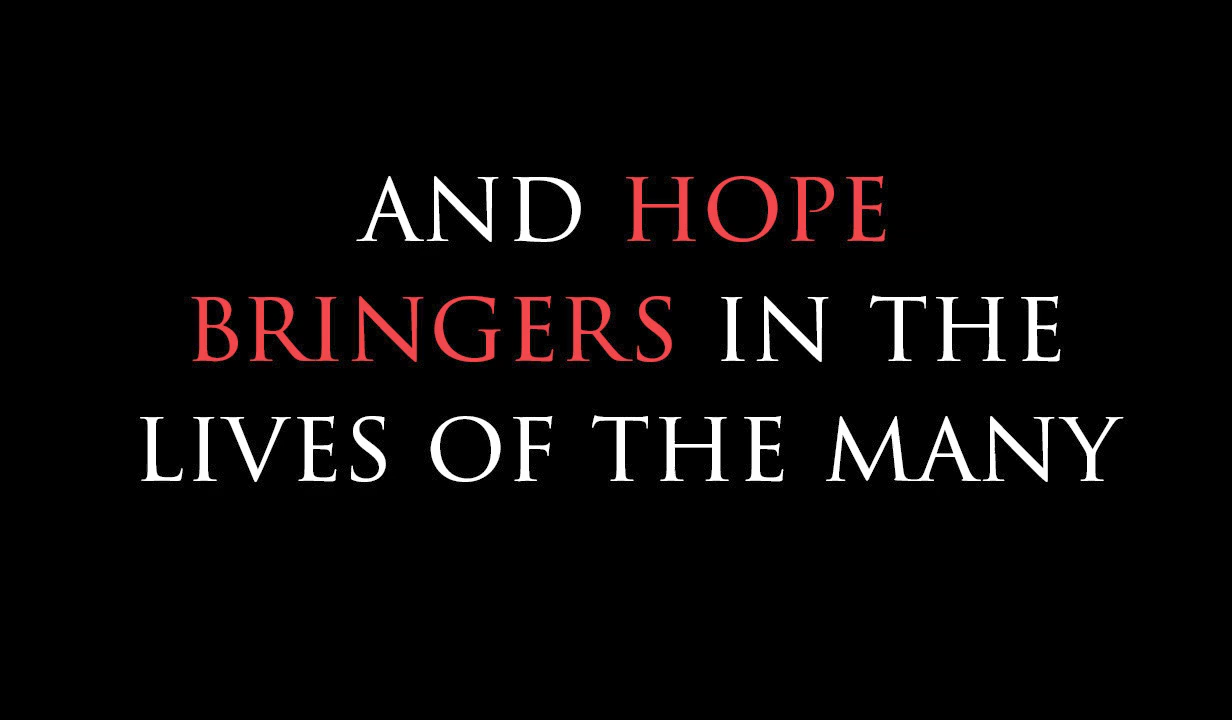 AND HOPE
BRINGERS IN THE
LIVES OF THE MANY